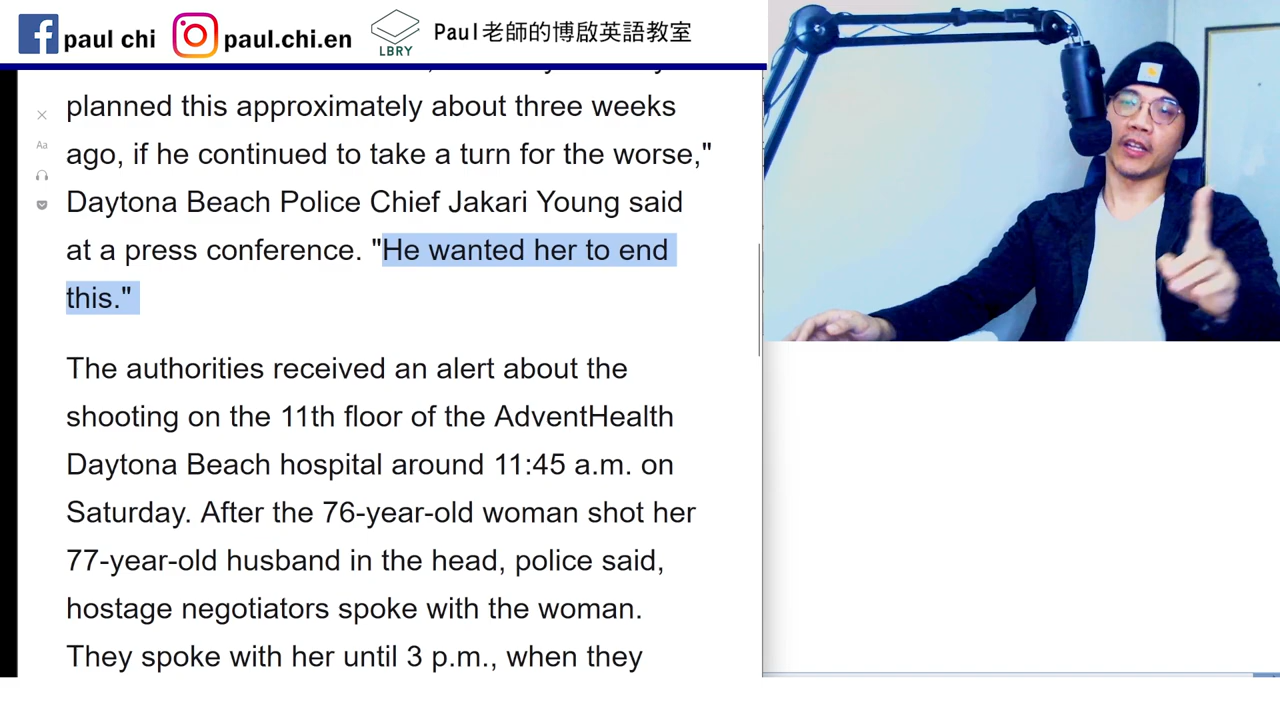 paul chi
paul.chi.en
LBRY
Paul老師的博啟英語教室
planned this approximately about three weeks
ago, if he continued to take a turn for the worse,"
Daytona Beach Police Chief Jakari Young said
at a press conference. "He wanted her to end
this."
The authorities received an alert about the
shooting on the 11th floor of the AdventHealth
Daytona Beach hospital around 11:45 a.m. on
Saturday. After the 76-year-old woman shot her
77-year-old husband in the head, police said,
hostage negotiators spoke with the woman.
They spoke with her until 3 p.m., when they
Aa